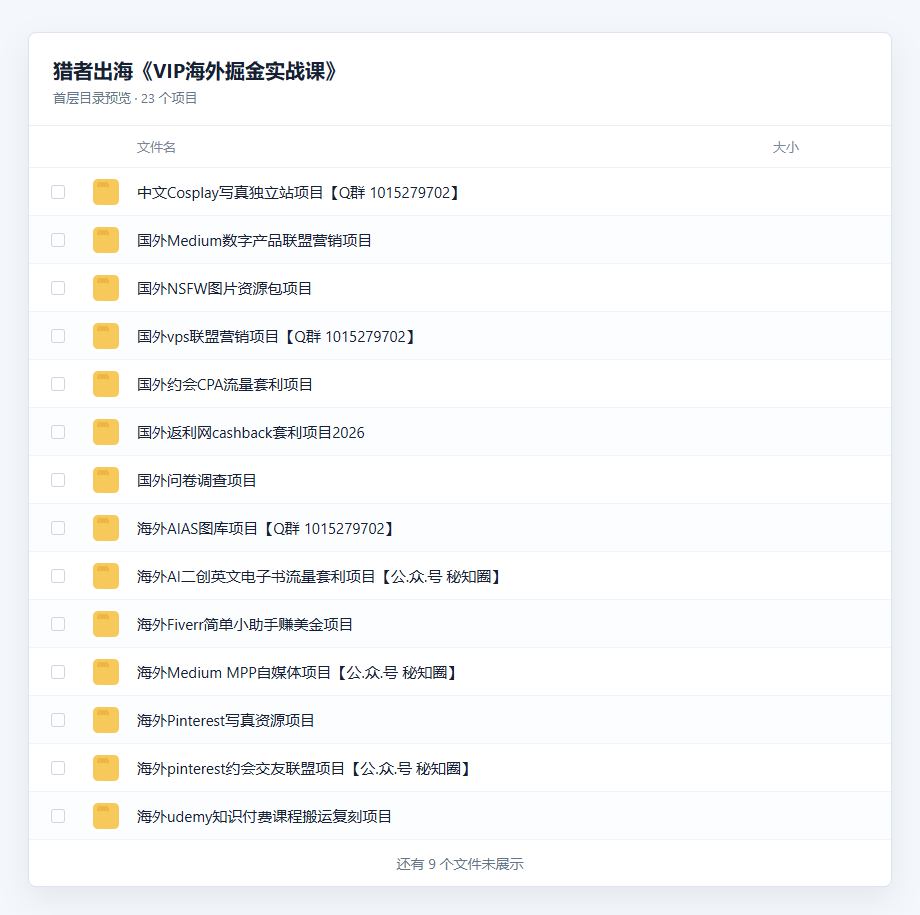 猎者出海《VIP海外掘金实战课》
首层目录预览 · 23 个项目
文件名 大小
中文Cosplay写真独立站项目【Q群 1015279702】
国外Medium数字产品联盟营销项目
国外NSFW图片资源包项目
国外vps联盟营销项目【Q群 1015279702】
国外约会CPA流量套利项目
国外返利网cashback套利项目2026
国外问卷调查项目
海外AIAS图库项目【Q群 1015279702】
海外AI二创英文电子书流量套利项目【公.众.号 秘知圈】
海外Fiverr简单小助手赚美金项目
海外Medium MPP自媒体项目【公.众.号 秘知圈】
海外Pinterest写真资源项目
海外pinterest约会交友联盟项目【公.众.号 秘知圈】
海外udemy知识付费课程搬运复刻项目
还有 9 个文件未展示